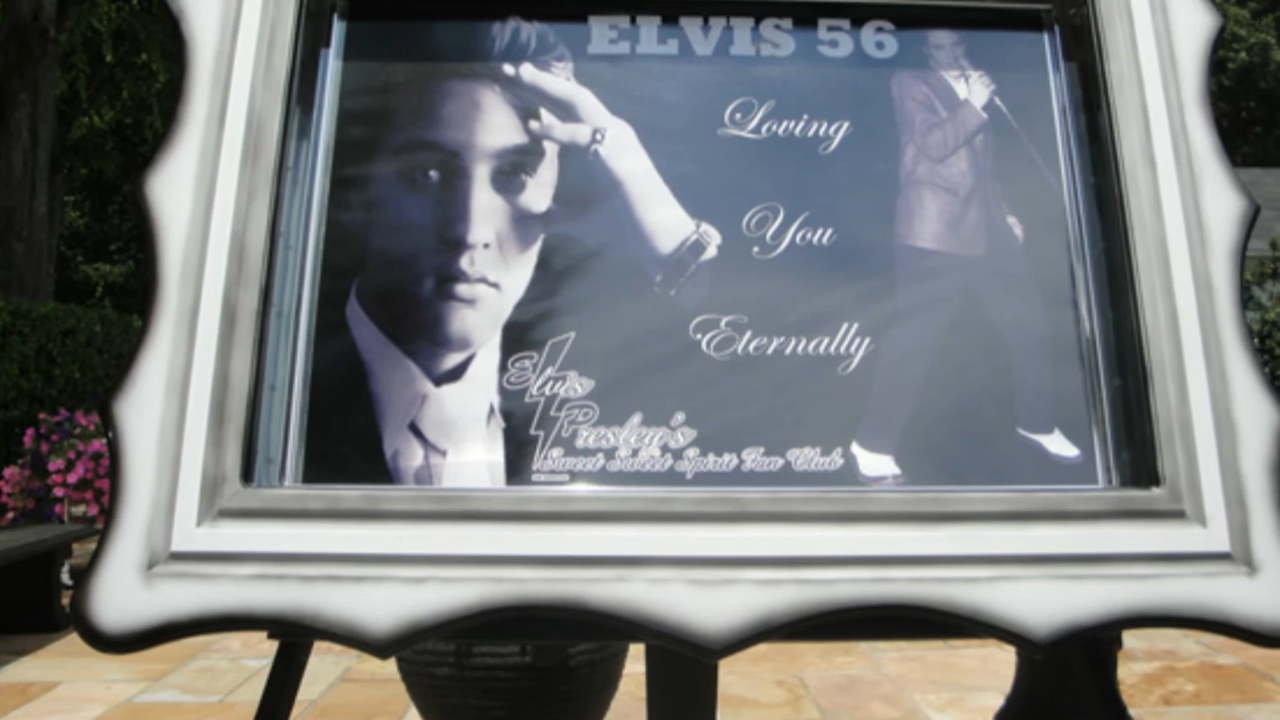 ELVIS 56
Loving
You
Eternally
Elvis
Presley's
Sweet Sweet Spirit Fan Club